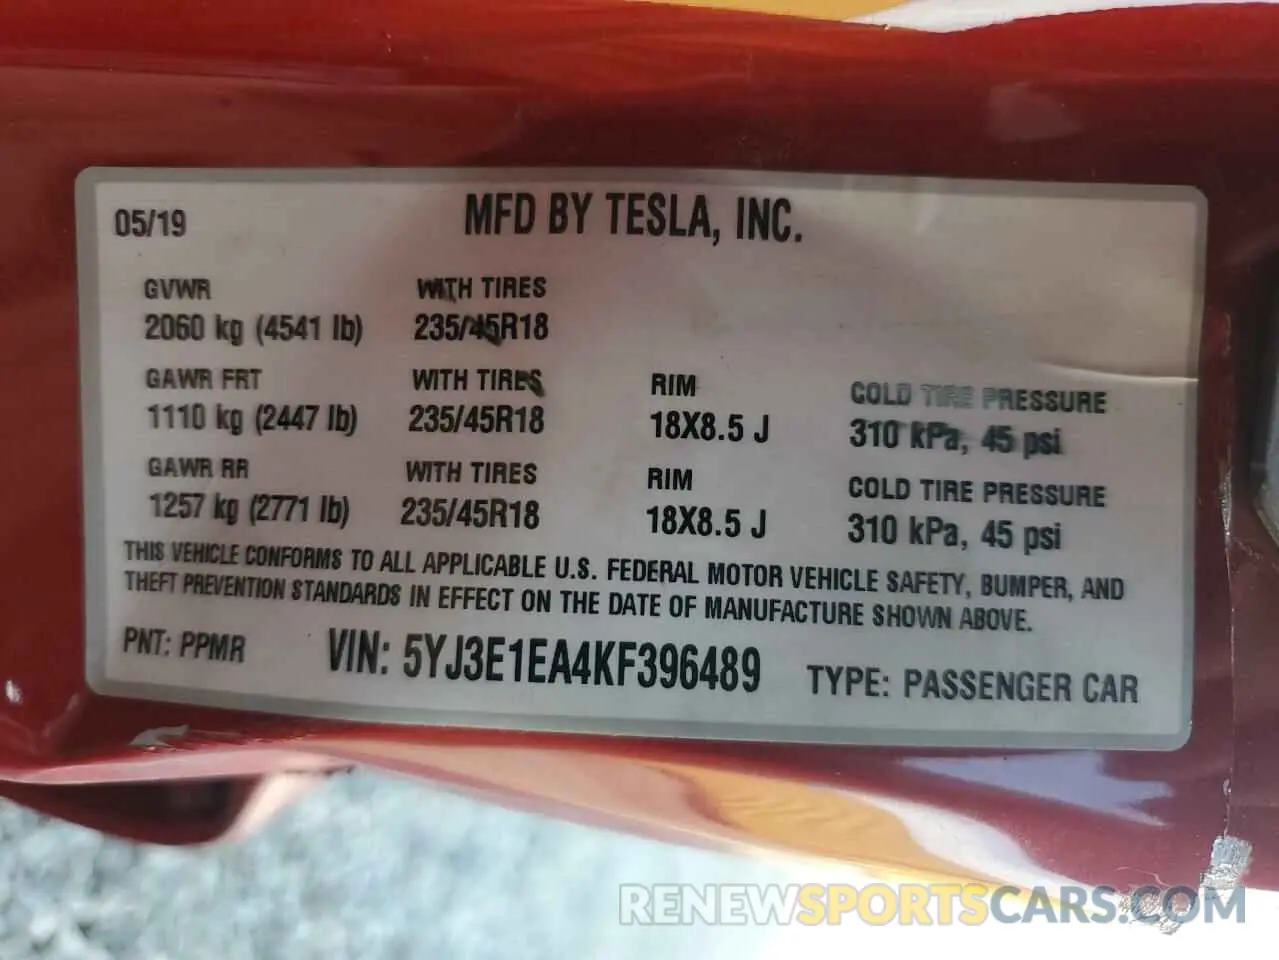 05/19 MFD BY TESLA, INC.
GVWR WITH TIRES
2060 kg (4541 lb) 235/45R18
GAWR FRT WITH TIRES RIM COLD TIRE PRESSURE
1110 kg (2447 lb) 235/45R18 18X8.5 J 310 kPa, 45 psi
GAWR RR WITH TIRES RIM COLD TIRE PRESSURE
1257 kg (2771 lb) 235/45R18 18X8.5 J 310 kPa, 45 psi
THIS VEHICLE CONFORMS TO ALL APPLICABLE U.S. FEDERAL MOTOR VEHICLE SAFETY, BUMPER, AND
THEFT PREVENTION STANDARDS IN EFFECT ON THE DATE OF MANUFACTURE SHOWN ABOVE.
PNT: PPMR VIN: 5YJ3E1EA4KF396489 TYPE: PASSENGER CAR
RENEWSPORTSCARS.COM